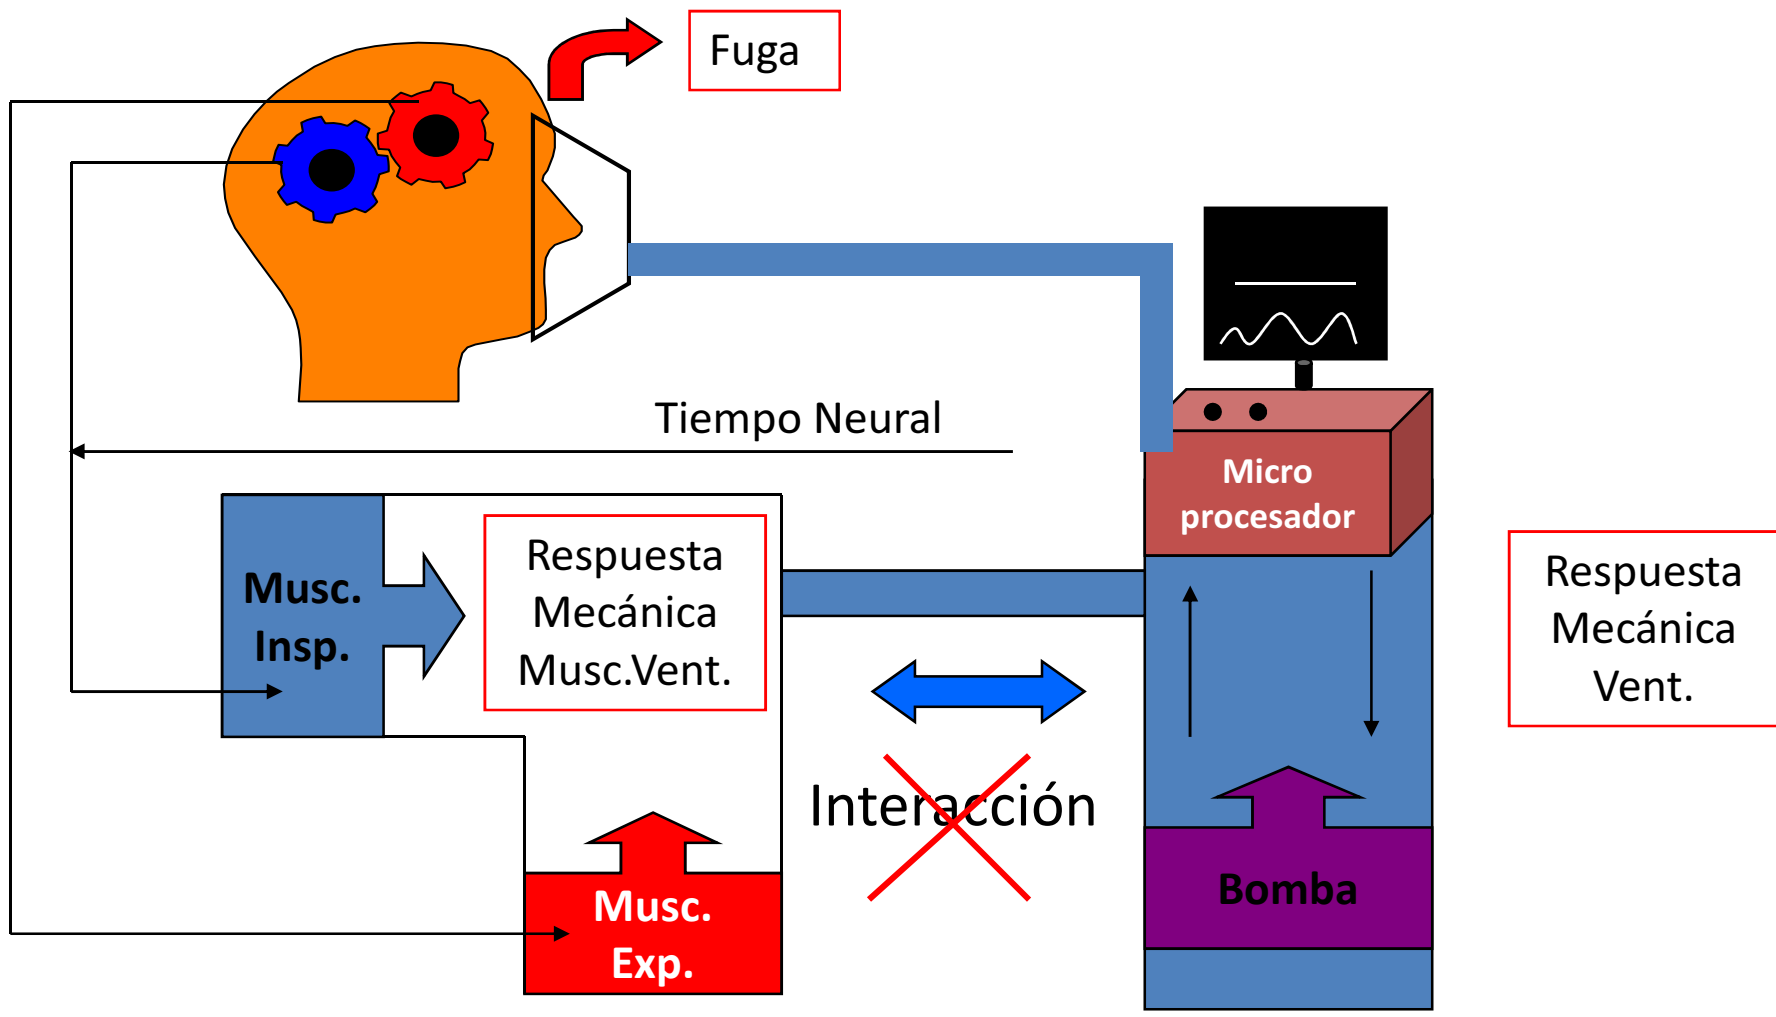 Fuga
Tiempo Neural
Micro
procesador
Musc.
Insp.
Respuesta
Mecánica
Musc.Vent.
Respuesta
Mecánica
Vent.
Interacción
Bomba
Musc.
Exp.